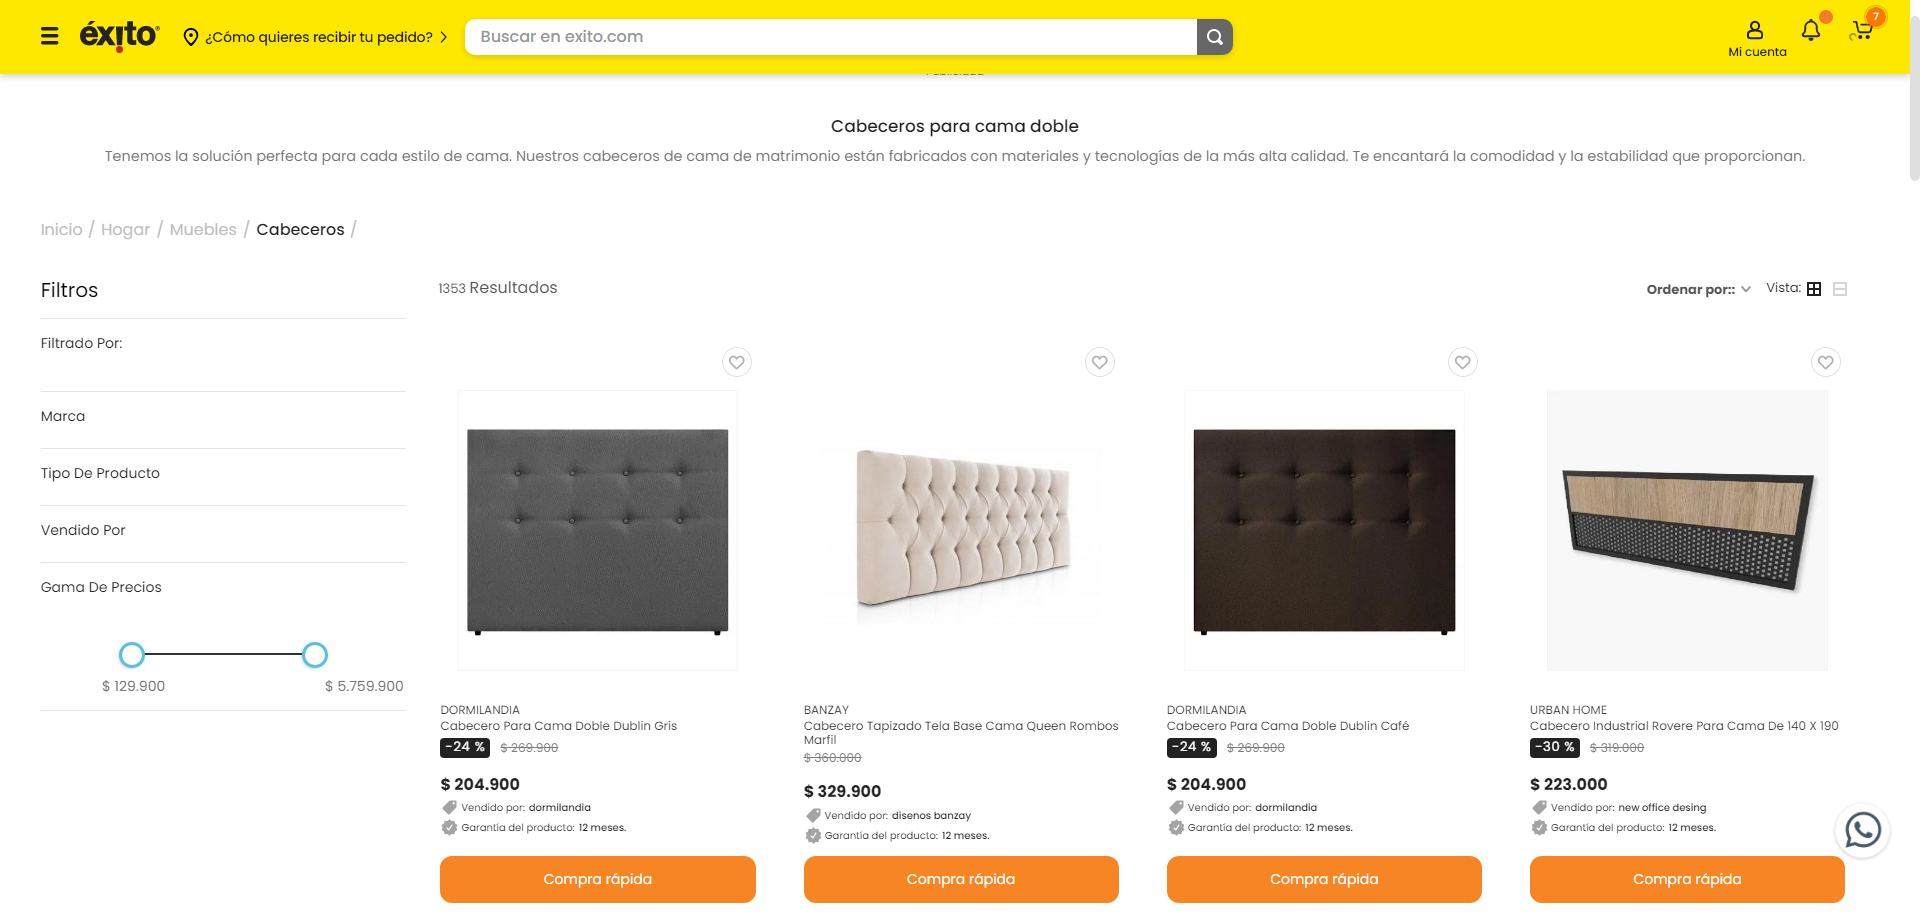 éxito
¿Cómo quieres recibir tu pedido?
Buscar en exito.com
Mi cuenta
7
Cabeceros para cama doble
Tenemos la solución perfecta para cada estilo de cama. Nuestros cabeceros de cama de matrimonio están fabricados con materiales y tecnologías de la más alta calidad. Te encantará la comodidad y la estabilidad que proporcionan.
Inicio / Hogar / Muebles / Cabeceros /
Filtros
Filtrado Por:
Marca
Tipo De Producto
Vendido Por
Gama De Precios
$ 129.900
$ 5.759.900
1353 Resultados
Ordenar por::
Vista:
DORMILANDIA
Cabecero Para Cama Doble Dublin Gris
-24 % $ 269.900
$ 204.900
Vendido por: dormilandia
Garantía del producto: 12 meses.
Compra rápida
BANZAY
Cabecero Tapizado Tela Base Cama Queen Rombos
Marfil
$ 360.000
$ 329.900
Vendido por: disenos banzay
Garantía del producto: 12 meses.
Compra rápida
DORMILANDIA
Cabecero Para Cama Doble Dublin Café
-24 % $ 269.900
$ 204.900
Vendido por: dormilandia
Garantía del producto: 12 meses.
Compra rápida
URBAN HOME
Cabecero Industrial Rovere Para Cama De 140 X 190
-30 % $ 319.000
$ 223.000
Vendido por: new office desing
Garantía del producto: 12 meses.
Compra rápida